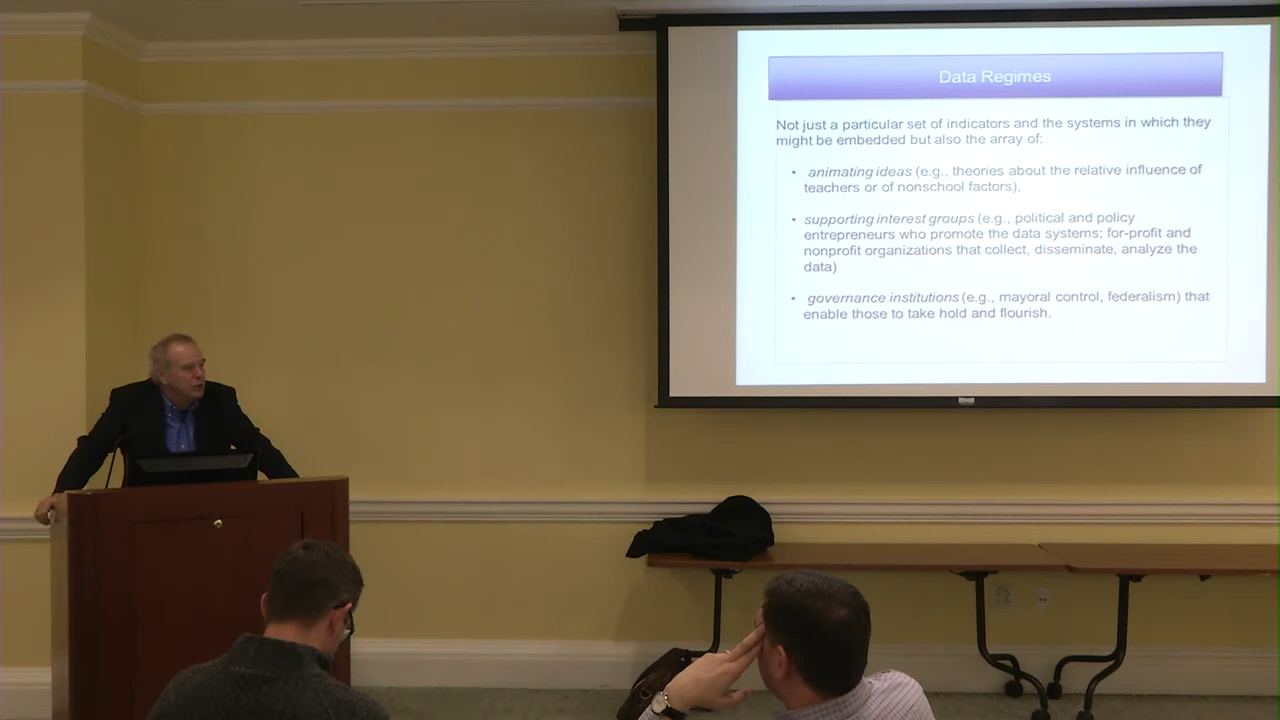 Data Regimes
Not just a particular set of indicators and the systems in which they
might be embedded but also the array of:
• animating ideas (e.g., theories about the relative influence of
teachers or of nonschool factors),
• supporting interest groups (e.g., political and policy
entrepreneurs who promote the data systems; for-profit and
nonprofit organizations that collect, disseminate, analyze the
data)
• governance institutions (e.g., mayoral control, federalism) that
enable those to take hold and flourish.